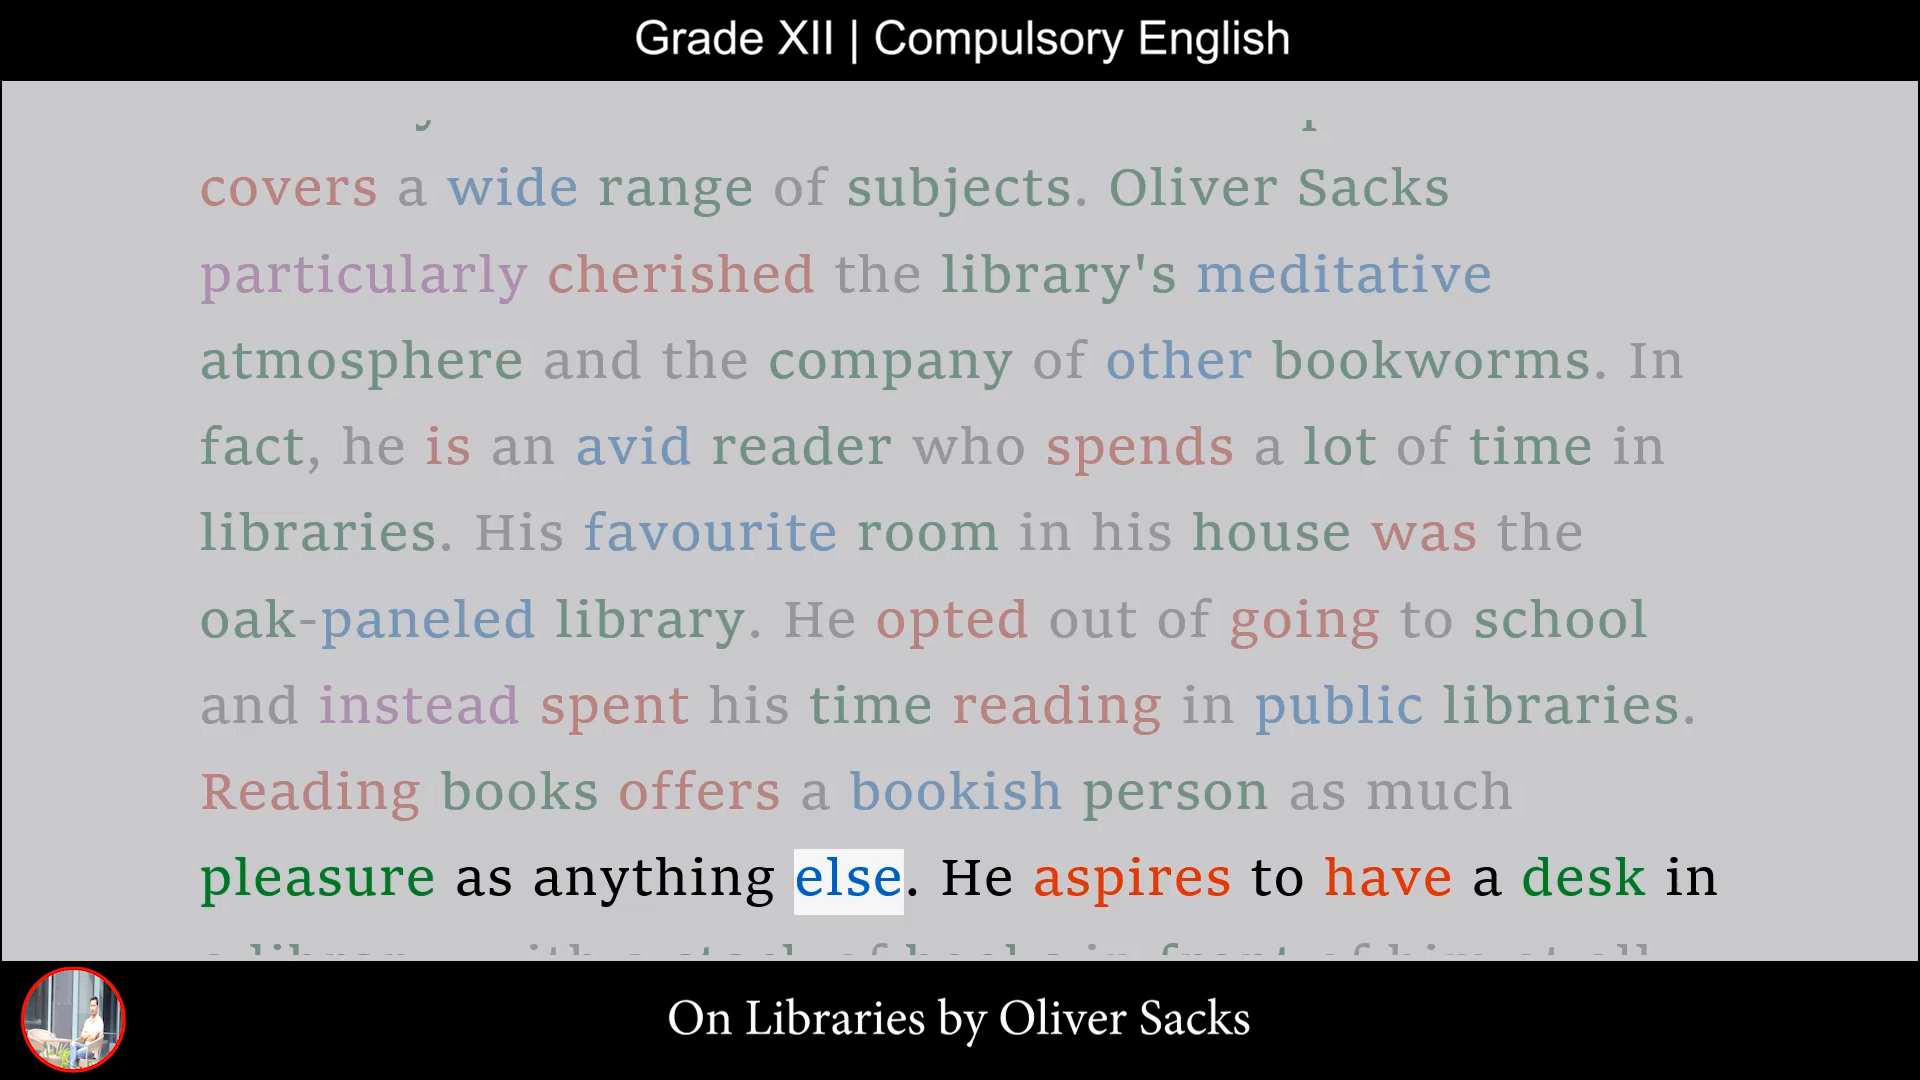 Grade XII | Compulsory English
covers a wide range of subjects. Oliver Sacks
particularly cherished the library's meditative
atmosphere and the company of other bookworms. In
fact, he is an avid reader who spends a lot of time in
libraries. His favourite room in his house was the
oak-paneled library. He opted out of going to school
and instead spent his time reading in public libraries.
Reading books offers a bookish person as much
pleasure as anything else. He aspires to have a desk in
On Libraries by Oliver Sacks